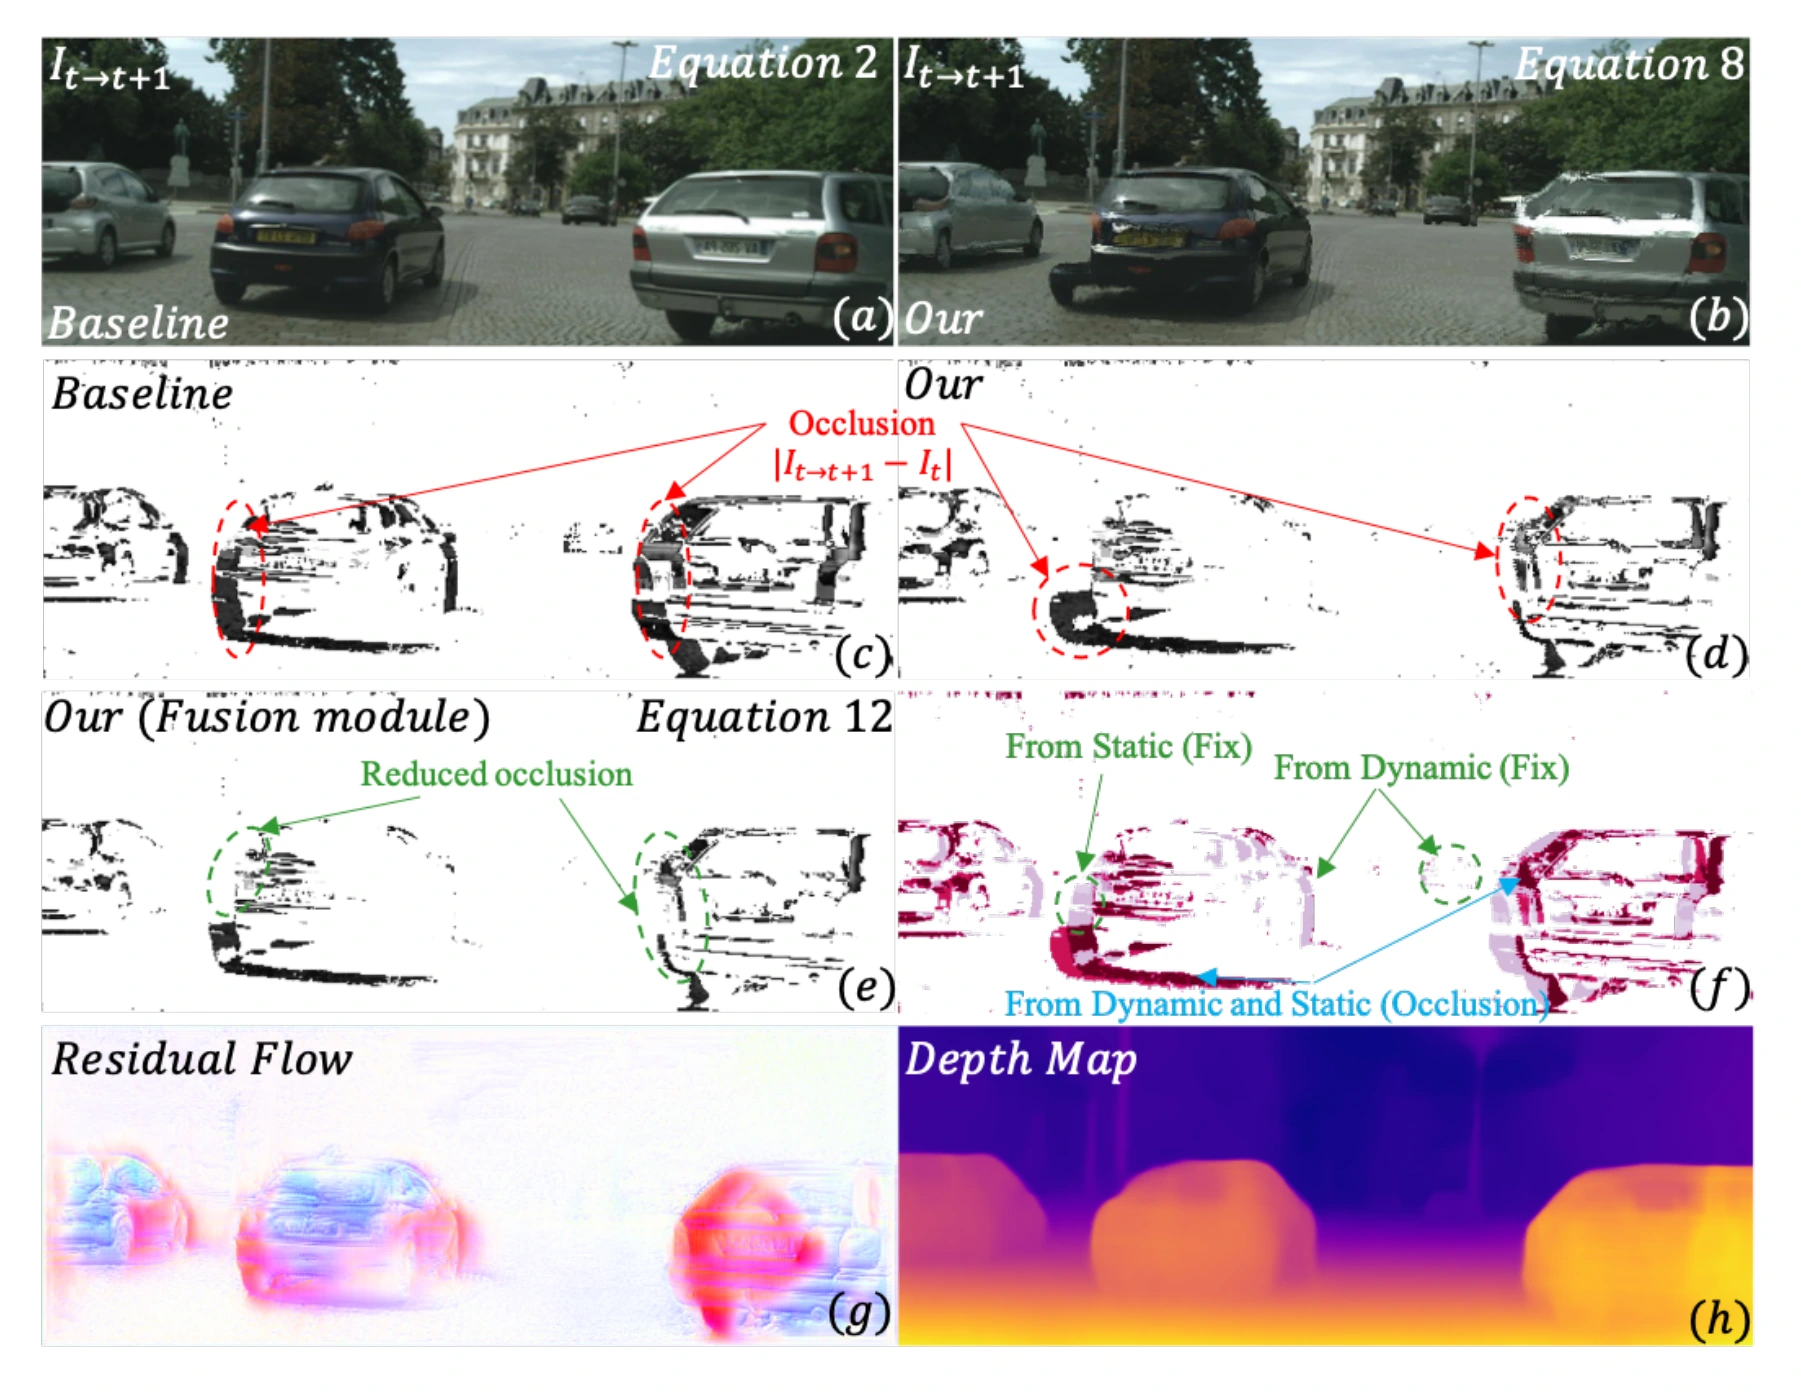 I_{t→t+1} Equation 2
Baseline (a)
I_{t→t+1} Equation 8
Our (b)
Baseline
Our
Occlusion
|I_{t→t+1} − I_t|
(c)
(d)
Our (Fusion module) Equation 12
Reduced occlusion
(e)
From Static (Fix)
From Dynamic (Fix)
From Dynamic and Static (Occlusion)
(f)
Residual Flow
(g)
Depth Map
(h)